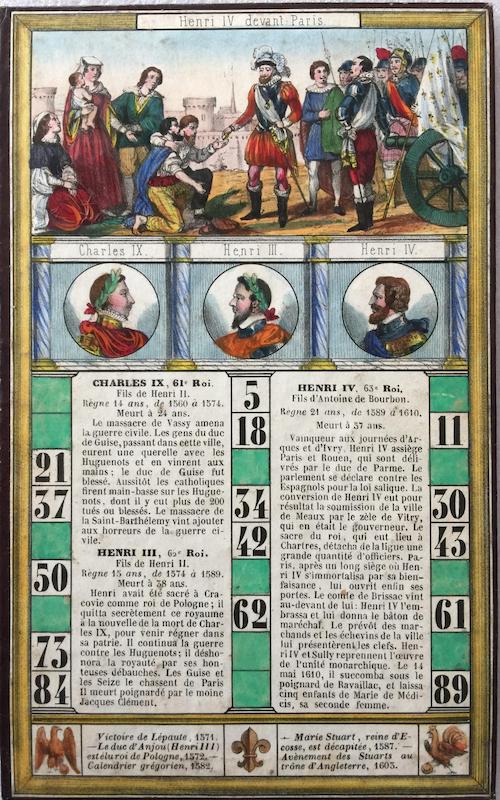 Henri IV devant Paris.
Charles IX.
Henri III.
Henri IV.
CHARLES IX, 61e Roi.
Fils de Henri II.
Règne 14 ans, de 1560 à 1574.
Meurt à 24 ans.
Le massacre de Vassy amena
la guerre civile. Les gens du duc
de Guise, passant dans cette ville,
eurent une querelle avec les
Huguenots et en vinrent aux
mains ; le duc de Guise fut
blessé. Aussitôt les catholiques
firent main-basse sur les Hugue-
nots, dont il y eut plus de 200
tués ou blessés. Le massacre de
la Saint-Barthélemy vint ajouter
aux horreurs de la guerre ci-
vile.
HENRI III, 62e Roi.
Fils de Henri II.
Règne 15 ans, de 1574 à 1589.
Meurt à 38 ans.
Henri avait été sacré à Cra-
covie comme roi de Pologne ; il
quitta secrètement ce royaume
à la nouvelle de la mort de Char-
les IX, pour venir régner dans
sa patrie. Il continua la guerre
contre les Huguenots; il désho-
nora la royauté par ses hon-
teuses débauches. Les Guise et
les Seize le chassent de Paris
Il meurt poignardé par le moine
Jacques Clément.
HENRI IV, 63e Roi,
Fils d'Antoine de Bourbon.
Règne 21 ans, de 1589 à 1610,
Meurt à 57 ans.
Vainqueur aux journées d'Ar-
ques et d'Ivry. Henri IV assiège
Paris et Rouen, qui sont déli-
vrés par le duc de Parme. Le
parlement se déclare contre les
Espagnols pour la loi salique. La
conversion de Henri IV eut pour
résultat la soumission de la ville
de Meaux par le zèle de Vitry,
qui en était le gouverneur. Le
sacre du roi, qui eut lieu à
Chartres, détacha de la ligue une
grande quantité d'officiers. Pa-
ris, après un long siège où Hen-
ri IV s'immortalisa par sa bien-
faisance, lui ouvrit enfin ses
portes. Le comte de Brissac vint
au-devant de lui : Henri IV l'em-
brassa et lui donna le bâton de
maréchal. Le prévôt des mar-
chands et les échevins de la ville
lui présentèrent les clefs. Hen-
ri IV et Sully reprennent l'œuvre
de l'unité monarchique. Le 14
mai 1610, il succomba sous le
poignard de Ravaillac, et laissa
cinq enfants de Marie de Médi-
cis, sa seconde femme.
21
37
50
73
84
5
18
34
42
62
11
30
43
61
89
Victoire de Lépante, 1571.
—Le duc d'Anjou (Henri III)
est élu roi de Pologne, 1572. —
Calendrier grégorien, 1582.
— Marie Stuart, reine d'E-
cosse, est décapitée, 1587. —
Avènement des Stuarts au
trône d'Angleterre, 1603.